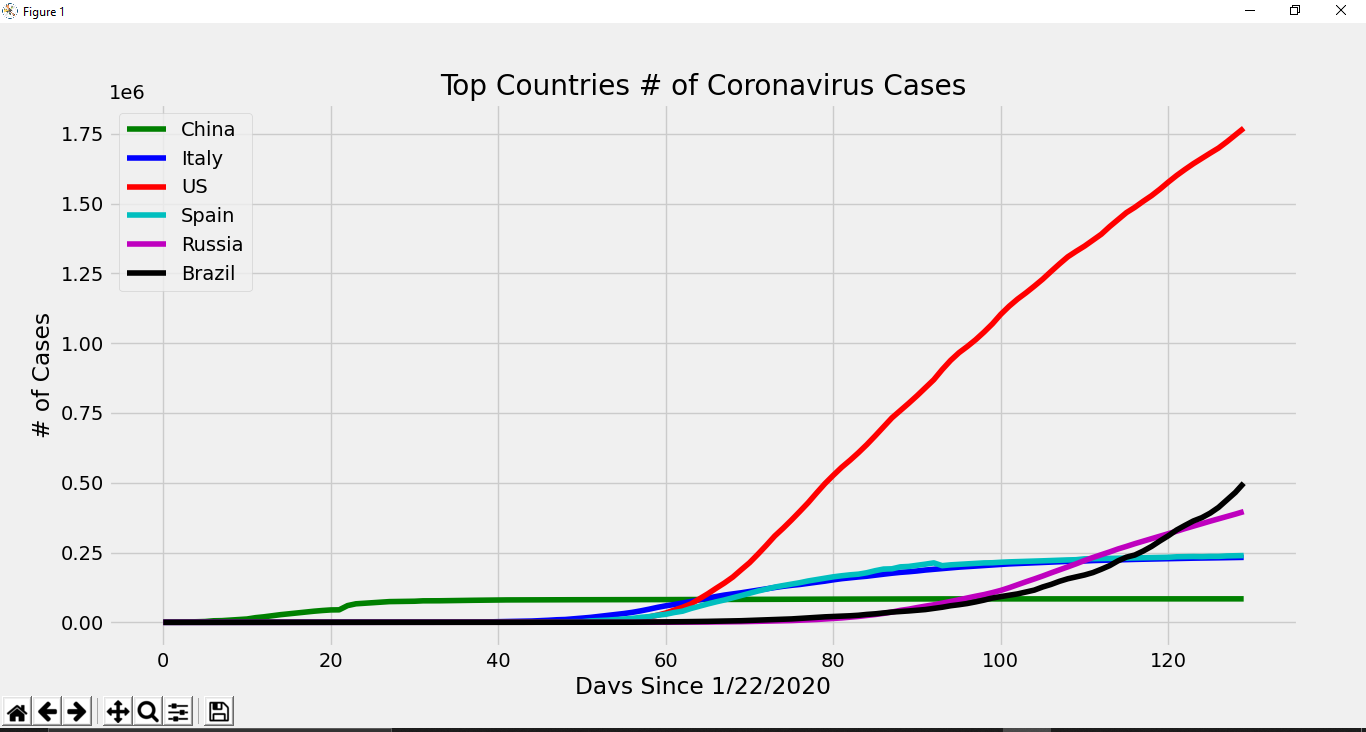 Figure 1
Top Countries # of Coronavirus Cases
1e6
1.75
1.50
1.25
1.00
0.75
0.50
0.25
0.00
# of Cases
China
Italy
US
Spain
Russia
Brazil
0 20 40 60 80 100 120
Days Since 1/22/2020